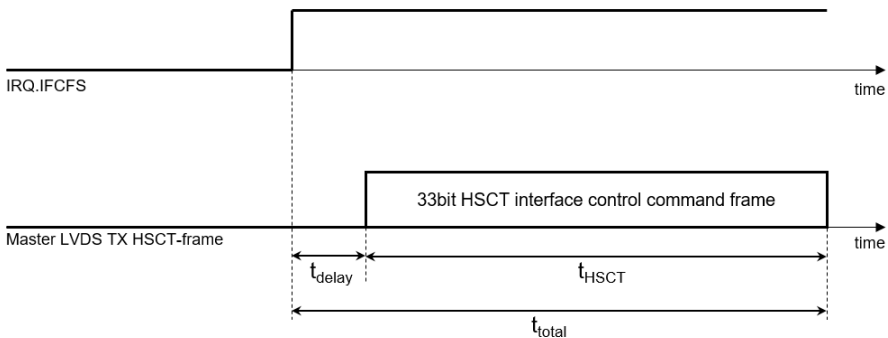 IRQ.IFCFS
time
33bit HSCT interface control command frame
Master LVDS TX HSCT-frame
time
tdelay
tHSCT
ttotal